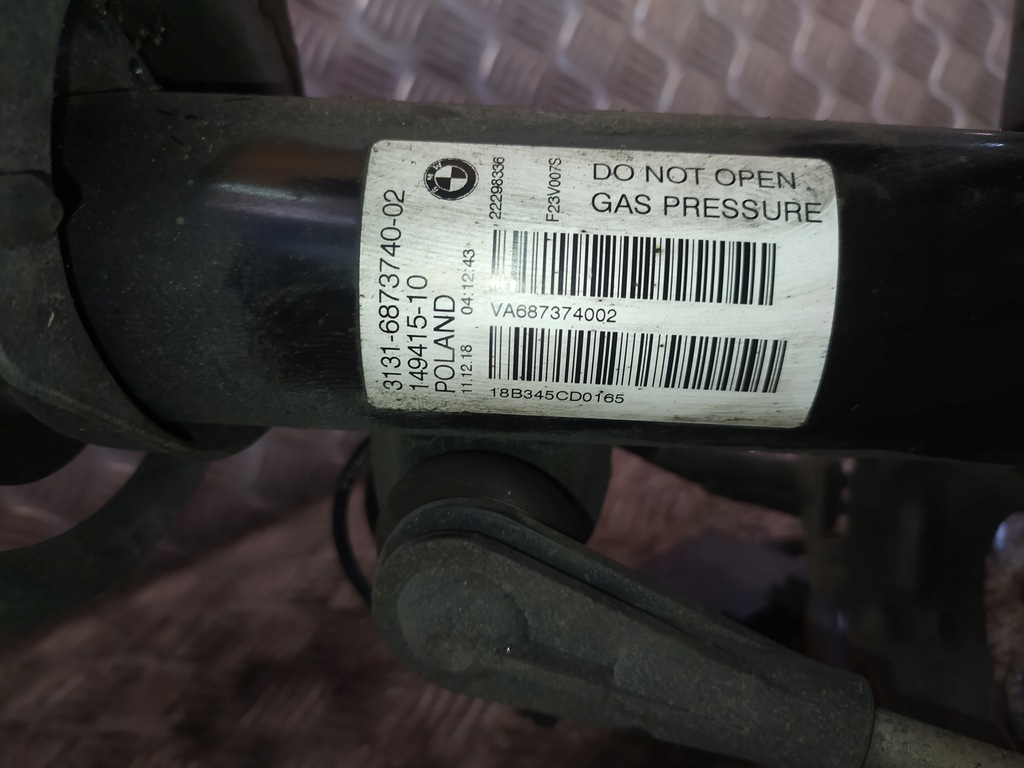 DO NOT OPEN
GAS PRESSURE
VA687374002
18B345CD0165
3131-6873740-02
149415-10
POLAND
11.12.18 04:12:43
22298336
F23V007S